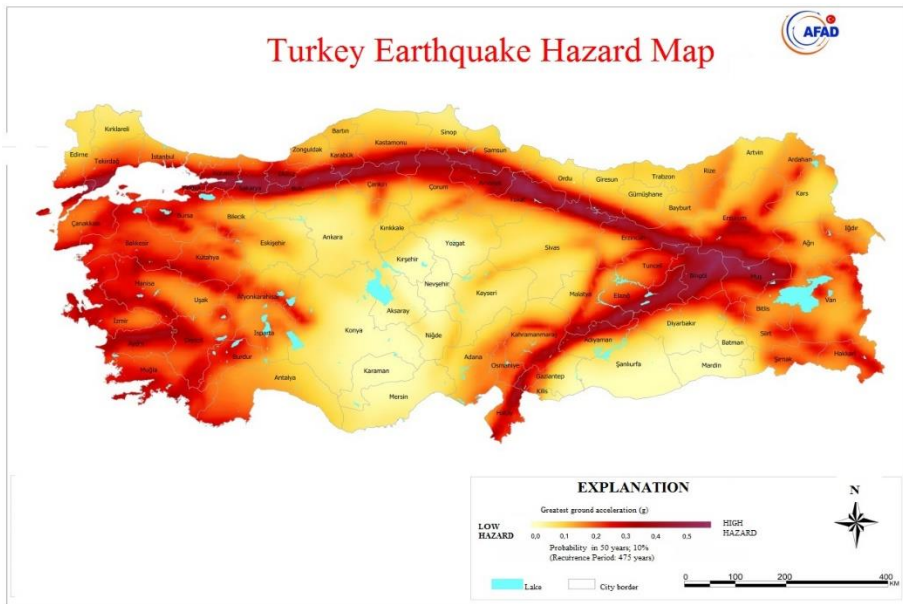 AFAD
Turkey Earthquake Hazard Map
Kırklareli
Edirne
Tekirdağ
İstanbul
Bartın
Zonguldak
Karabük
Kastamonu
Sinop
Samsun
Ordu
Giresun
Trabzon
Rize
Artvin
Ardahan
Kars
Gümüşhane
Bayburt
Çankırı
Çorum
Iğdır
Ağrı
Çanakkale
Bursa
Bilecik
Balıkesir
Kütahya
Eskişehir
Ankara
Kırıkkale
Yozgat
Sivas
Erzincan
Tunceli
Bingöl
Muş
Van
Bitlis
Manisa
Uşak
Afyonkarahisar
Kırşehir
Nevşehir
Kayseri
Malatya
Elazığ
İzmir
Isparta
Aksaray
Konya
Niğde
Kahramanmaraş
Adıyaman
Diyarbakır
Batman
Siirt
Şırnak
Hakkari
Burdur
Muğla
Antalya
Karaman
Mersin
Adana
Osmaniye
Gaziantep
Kilis
Şanlıurfa
Mardin
EXPLANATION
Greatest ground acceleration (g)
LOW HAZARD
HIGH HAZARD
0,0 0,1 0,2 0,3 0,4 0,5
Probability in 50 years; 10%
(Recurrence Period: 475 years)
Lake
City border
N
0 100 200 400
KM